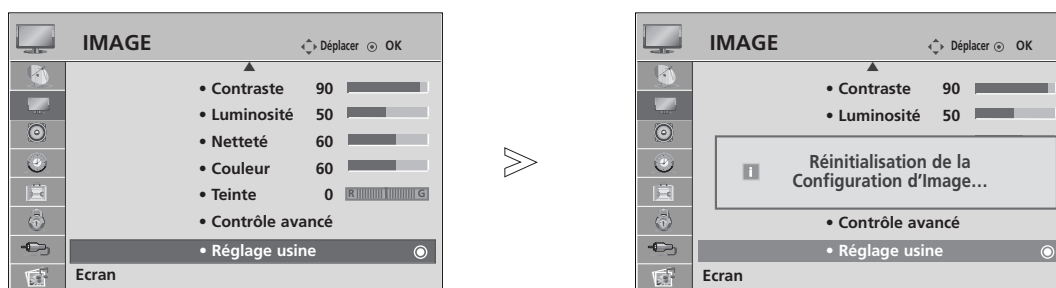 IMAGE
Déplacer OK
• Contraste 90
• Luminosité 50
• Netteté 60
• Couleur 60
• Teinte 0 R G
• Contrôle avancé
• Réglage usine
Ecran
IMAGE
Déplacer OK
• Contraste 90
• Luminosité 50
i Réinitialisation de la
Configuration d’Image...
• Contrôle avancé
• Réglage usine
Ecran